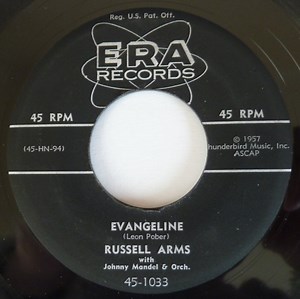 Reg. U.S. Pat. Off.
ERA
RECORDS
45 RPM
45 RPM
(45-HN-94)
© 1957
hunderbird Music, Inc.
ASCAP
EVANGELINE
(Leon Pober)
RUSSELL ARMS
with
Johnny Mandel & Orch.
45-1033